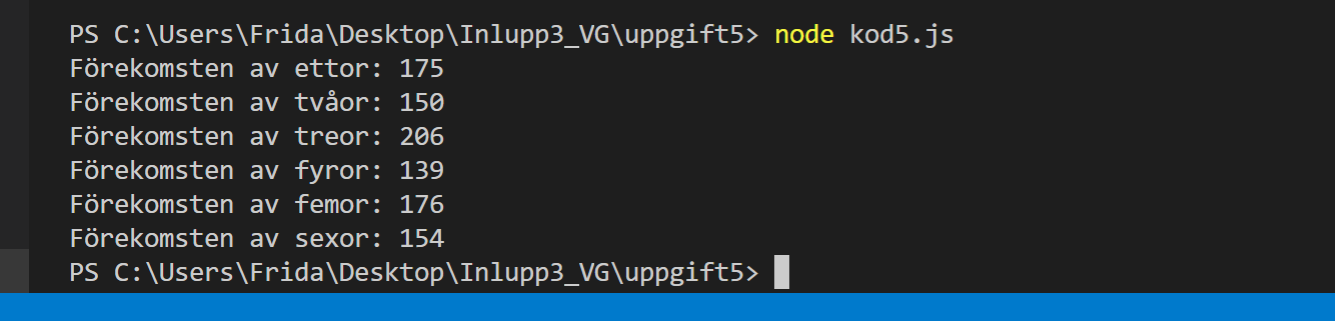 PS C:\Users\Frida\Desktop\Inlupp3_VG\uppgift5> node kod5.js
Förekomsten av ettor: 175
Förekomsten av tvåor: 150
Förekomsten av treor: 206
Förekomsten av fyror: 139
Förekomsten av femor: 176
Förekomsten av sexor: 154
PS C:\Users\Frida\Desktop\Inlupp3_VG\uppgift5>